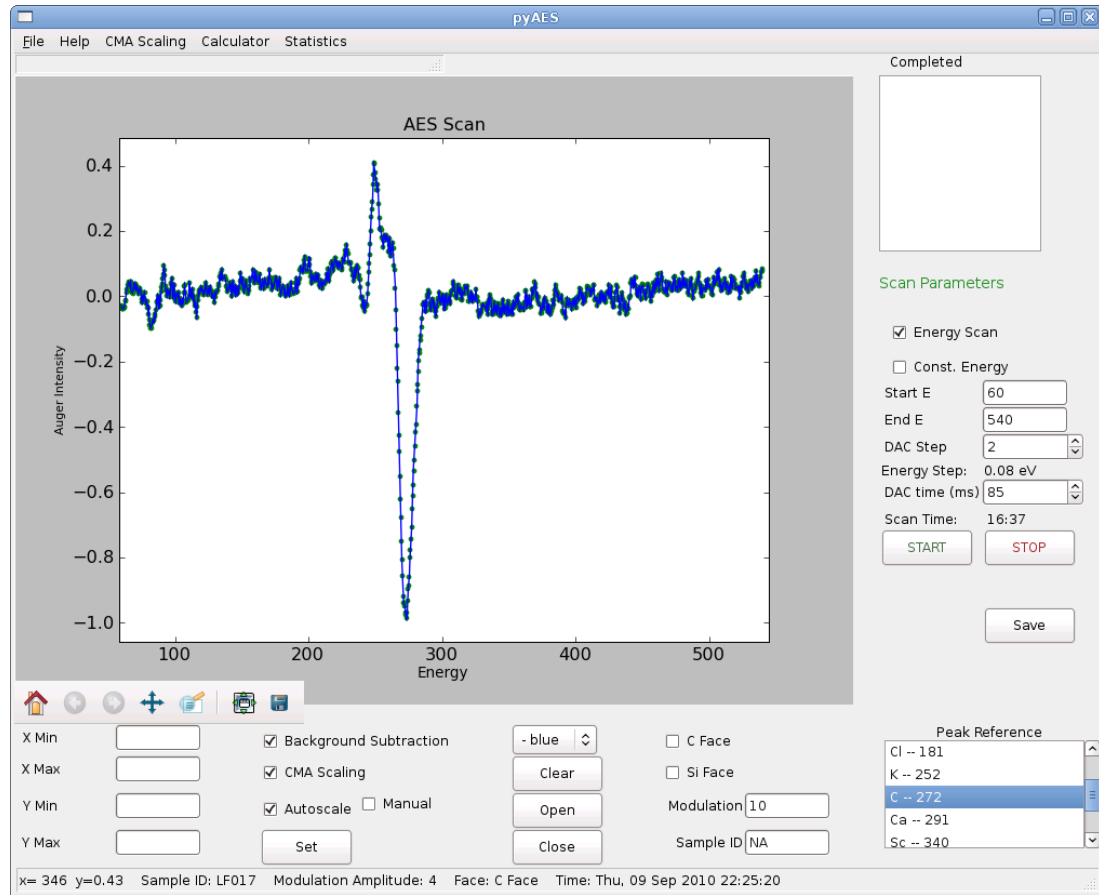 pyAES
File Help CMA Scaling Calculator Statistics
Completed
AES Scan
0.4
0.2
0.0
−0.2
−0.4
−0.6
−0.8
−1.0
Auger Intensity
100 200 300 400 500
Energy
Scan Parameters
Energy Scan
Const. Energy
Start E 60
End E 540
DAC Step 2
Energy Step: 0.08 eV
DAC time (ms) 85
Scan Time: 16:37
START STOP
Save
X Min
X Max
Y Min
Y Max
Background Subtraction
CMA Scaling
Autoscale Manual
Set
- blue
Clear
Open
Close
C Face
Si Face
Modulation 10
Sample ID NA
Peak Reference
Cl -- 181
K -- 252
C -- 272
Ca -- 291
Sc -- 340
x= 346 y=0.43 Sample ID: LF017 Modulation Amplitude: 4 Face: C Face Time: Thu, 09 Sep 2010 22:25:20